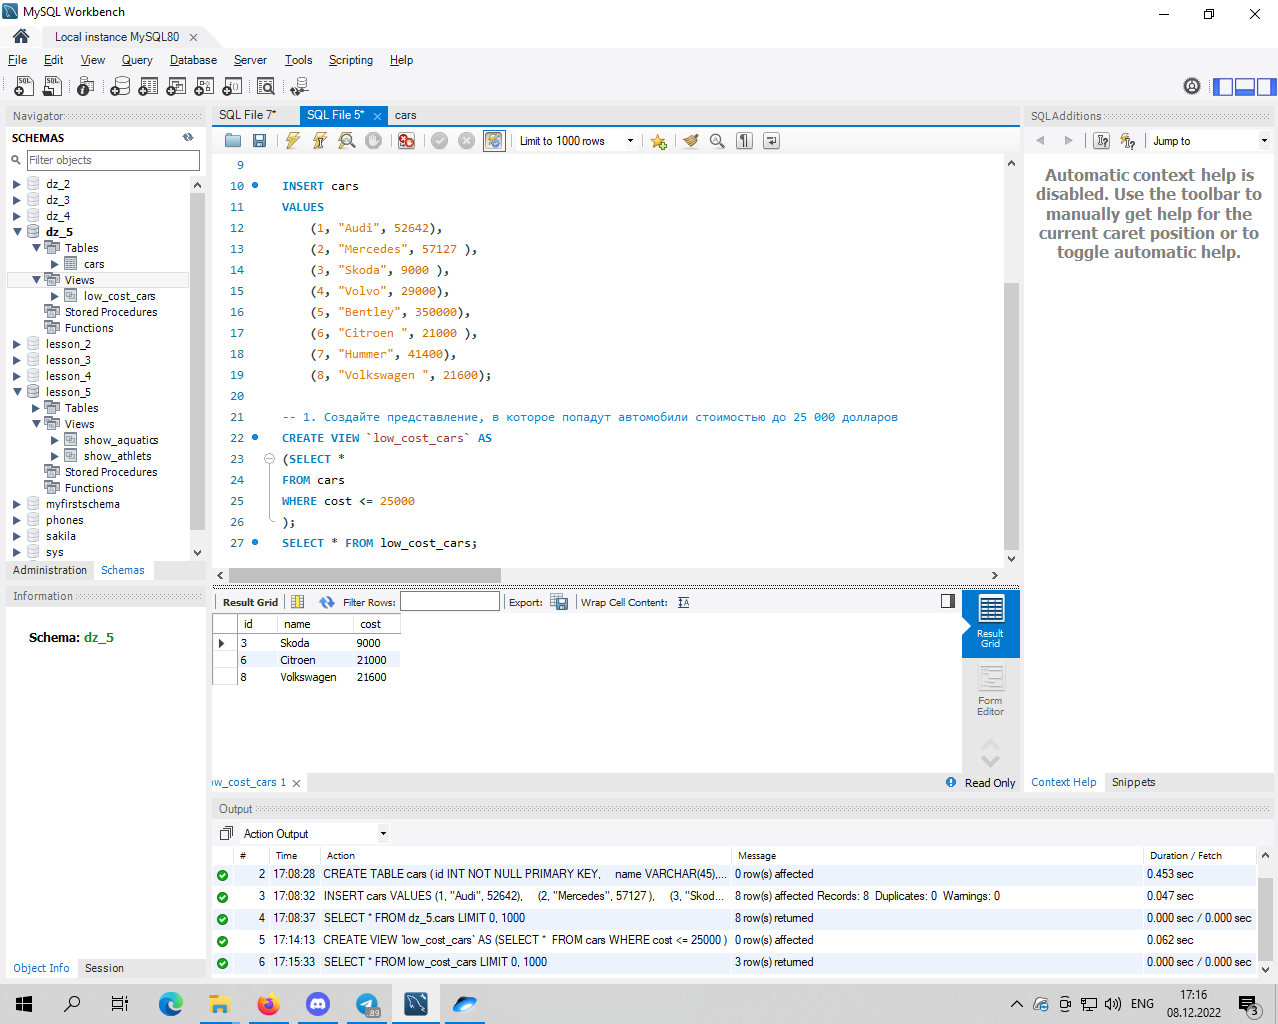 MySQL Workbench
Local instance MySQL80
File Edit View Query Database Server Tools Scripting Help
Navigator
SCHEMAS
Filter objects
dz_2
dz_3
dz_4
dz_5
Tables
cars
Views
low_cost_cars
Stored Procedures
Functions
lesson_2
lesson_3
lesson_4
lesson_5
Tables
Views
show_aquatics
show_athlets
Stored Procedures
Functions
myfirstschema
phones
sakila
sys
Administration Schemas
Information
Schema: dz_5
Object Info Session
SQL File 7* SQL File 5* cars
Limit to 1000 rows
9
10 INSERT cars
11 VALUES
12 (1, "Audi", 52642),
13 (2, "Mercedes", 57127 ),
14 (3, "Skoda", 9000 ),
15 (4, "Volvo", 29000),
16 (5, "Bentley", 350000),
17 (6, "Citroen ", 21000 ),
18 (7, "Hummer", 41400),
19 (8, "Volkswagen ", 21600);
20
21 -- 1. Создайте представление, в которое попадут автомобили стоимостью до 25 000 долларов
22 CREATE VIEW `low_cost_cars` AS
23 (SELECT *
24 FROM cars
25 WHERE cost <= 25000
26 );
27 SELECT * FROM low_cost_cars;
Result Grid Filter Rows: Export: Wrap Cell Content:
id name cost
3 Skoda 9000
6 Citroen 21000
8 Volkswagen 21600
Result Grid
Form Editor
w_cost_cars 1
Read Only
SQLAdditions
Jump to
Automatic context help is
disabled. Use the toolbar to
manually get help for the
current caret position or to
toggle automatic help.
Context Help Snippets
Output
Action Output
# Time Action Message Duration / Fetch
2 17:08:28 CREATE TABLE cars ( id INT NOT NULL PRIMARY KEY, name VARCHAR(45),... 0 row(s) affected 0.453 sec
3 17:08:32 INSERT cars VALUES (1, "Audi", 52642), (2, "Mercedes", 57127 ), (3, "Skod... 8 row(s) affected Records: 8 Duplicates: 0 Warnings: 0 0.047 sec
4 17:08:37 SELECT * FROM dz_5.cars LIMIT 0, 1000 8 row(s) returned 0.000 sec / 0.000 sec
5 17:14:13 CREATE VIEW `low_cost_cars` AS (SELECT * FROM cars WHERE cost <= 25000 ) 0 row(s) affected 0.062 sec
6 17:15:33 SELECT * FROM low_cost_cars LIMIT 0, 1000 3 row(s) returned 0.000 sec / 0.000 sec
.89
ENG
17:16
08.12.2022
3